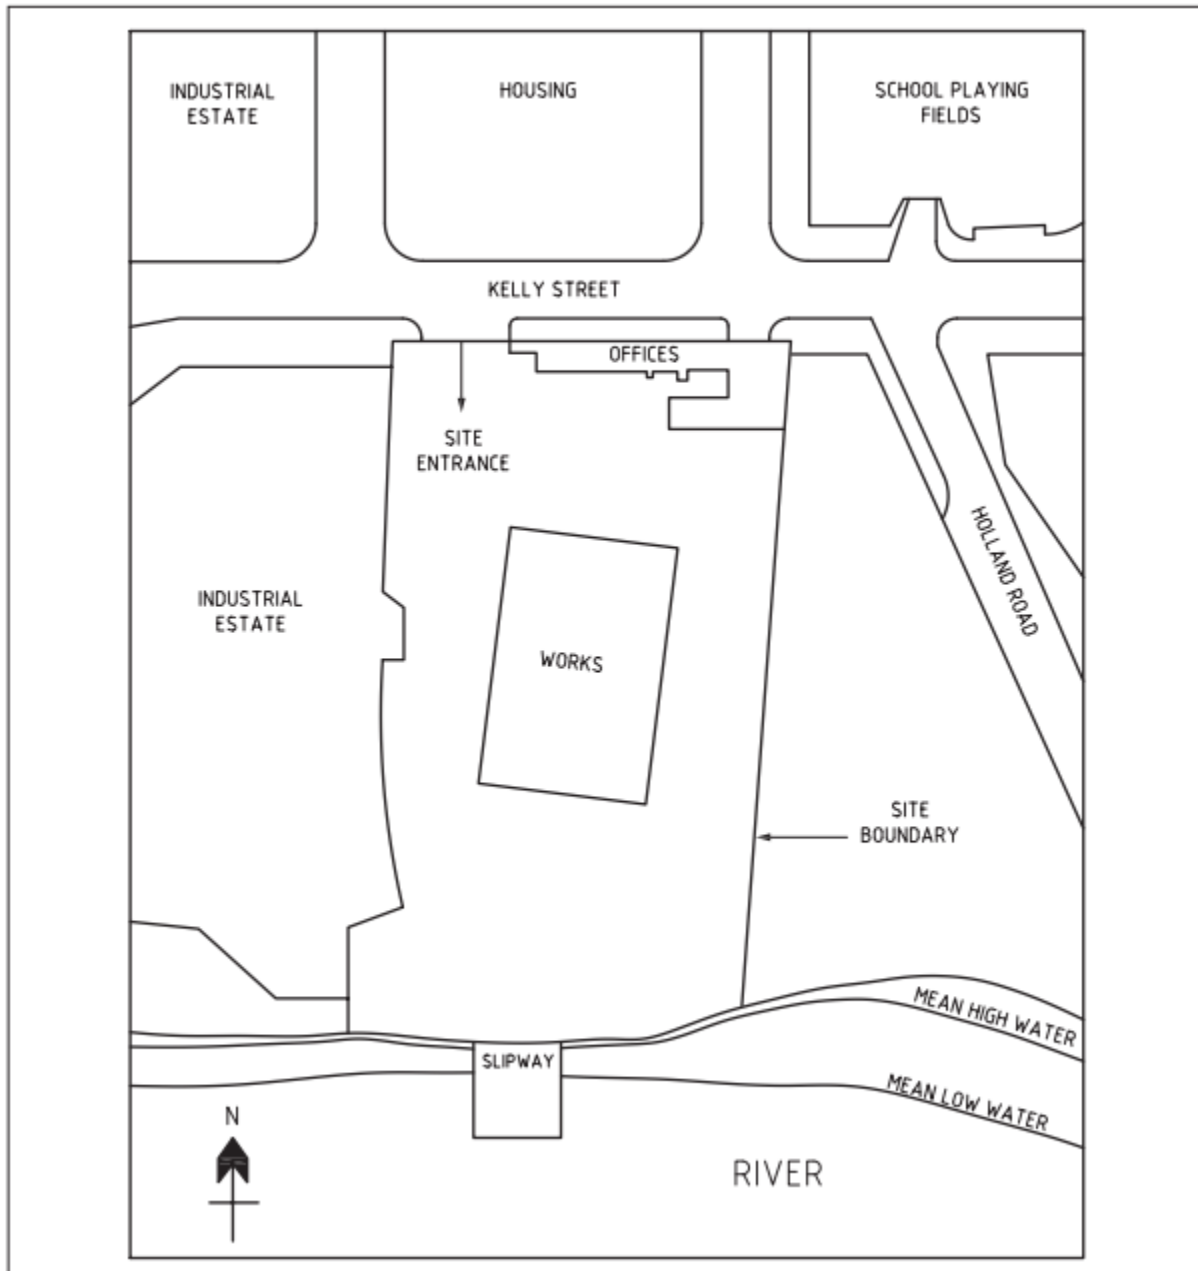 INDUSTRIAL
ESTATE
HOUSING
SCHOOL PLAYING
FIELDS
KELLY STREET
OFFICES
SITE
ENTRANCE
HOLLAND ROAD
INDUSTRIAL
ESTATE
WORKS
SITE
BOUNDARY
MEAN HIGH WATER
SLIPWAY
MEAN LOW WATER
N
RIVER